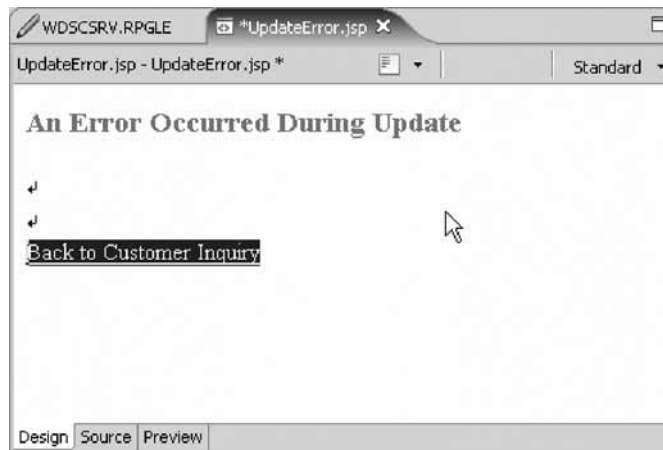 WDSCSRV.RPGLE *UpdateError.jsp
UpdateError.jsp - UpdateError.jsp * Standard
An Error Occurred During Update
Back to Customer Inquiry
Design Source Preview